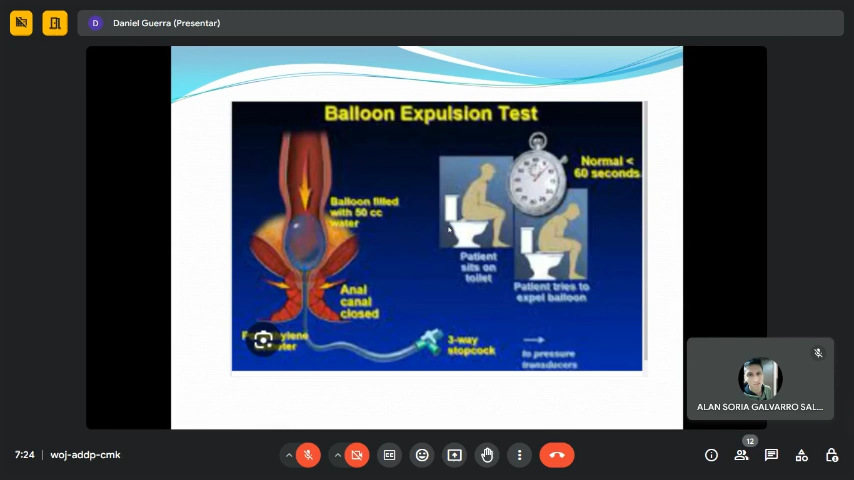 D Daniel Guerra (Presentar)
Balloon Expulsion Test
Normal <
60 seconds
Balloon filled
with 50 cc
water
Patient
sits on
toilet
Patient tries to
expel balloon
Anal
canal
closed
3-way
stopcock
to pressure
transducers
ALAN SORIA GALVARRO SAL...
7:24 | woj-addp-cmk
CC
12